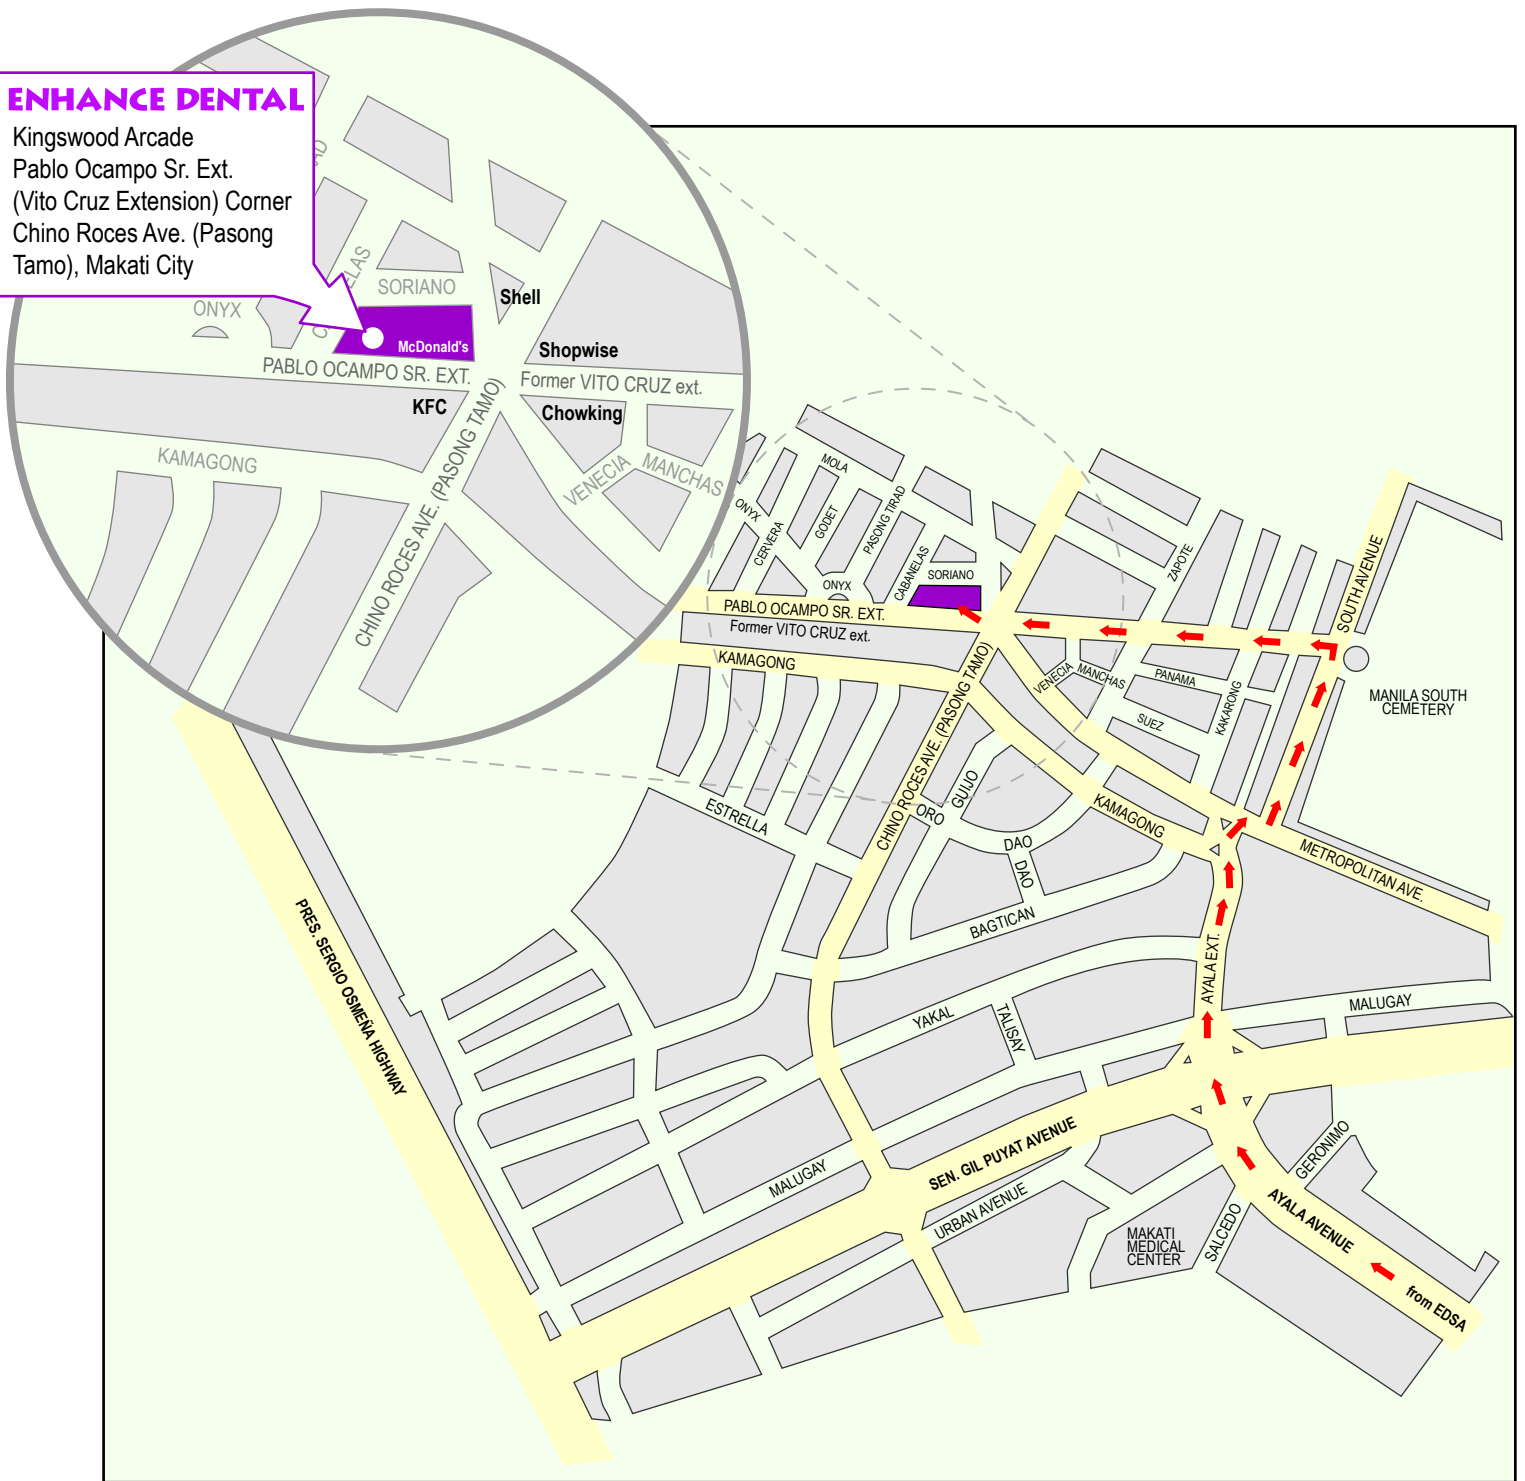 ENHANCE DENTAL
Kingswood Arcade
Pablo Ocampo Sr. Ext.
(Vito Cruz Extension) Corner
Chino Roces Ave. (Pasong
Tamo), Makati City
SORIANO
ONYX
Shell
McDonald's
Shopwise
PABLO OCAMPO SR. EXT.
Former VITO CRUZ ext.
KFC
Chowking
KAMAGONG
VENECIA
MANCHAS
CHINO ROCES AVE. (PASONG TAMO)
MOLA
ONYX
CERVERA
GODET
PASONG TIRAD
CABANELAS
SORIANO
ONYX
ZAPOTE
SOUTH AVENUE
PABLO OCAMPO SR. EXT.
Former VITO CRUZ ext.
KAMAGONG
VENECIA
MANCHAS
PANAMA
SUEZ
KAKARONG
MANILA SOUTH
CEMETERY
CHINO ROCES AVE. (PASONG TAMO)
GUIJO
ORO
KAMAGONG
ESTRELLA
DAO
DAO
METROPOLITAN AVE.
BAGTICAN
PRES. SERGIO OSMEÑA HIGHWAY
AYALA EXT.
YAKAL
TALISAY
MALUGAY
SEN. GIL PUYAT AVENUE
MALUGAY
GERONIMO
URBAN AVENUE
SALCEDO
AYALA AVENUE
MAKATI
MEDICAL
CENTER
from EDSA